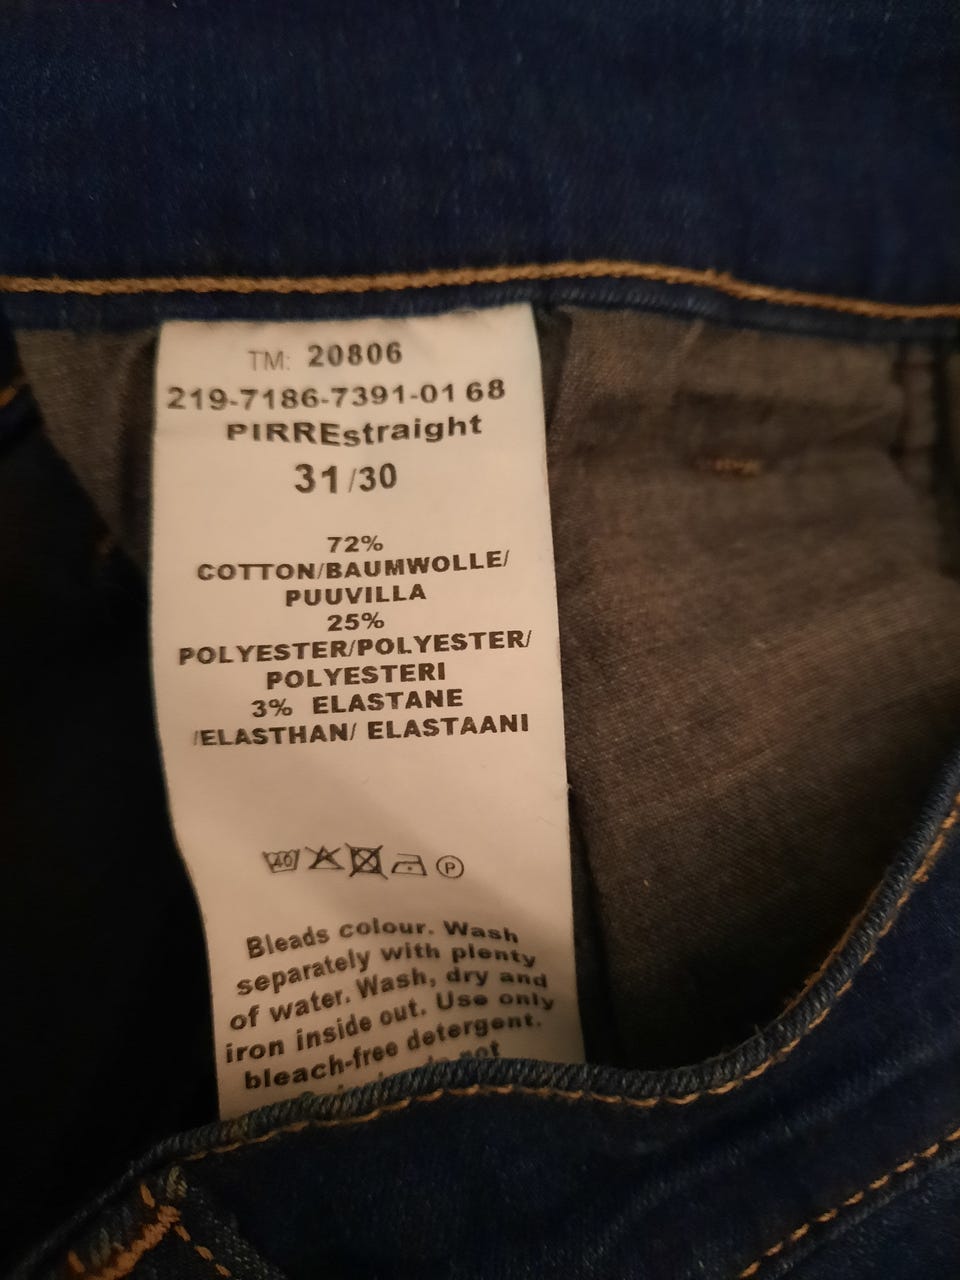 TM: 20806
219-7186-7391-01 68
PIRREstraight
31/30
72%
COTTON/BAUMWOLLE/
PUUVILLA
25%
POLYESTER/POLYESTER/
POLYESTERI
3% ELASTANE
/ELASTHAN/ ELASTAANI
40 P
Bleads colour. Wash
separately with plenty
of water. Wash, dry and
iron inside out. Use only
bleach-free detergent.
not